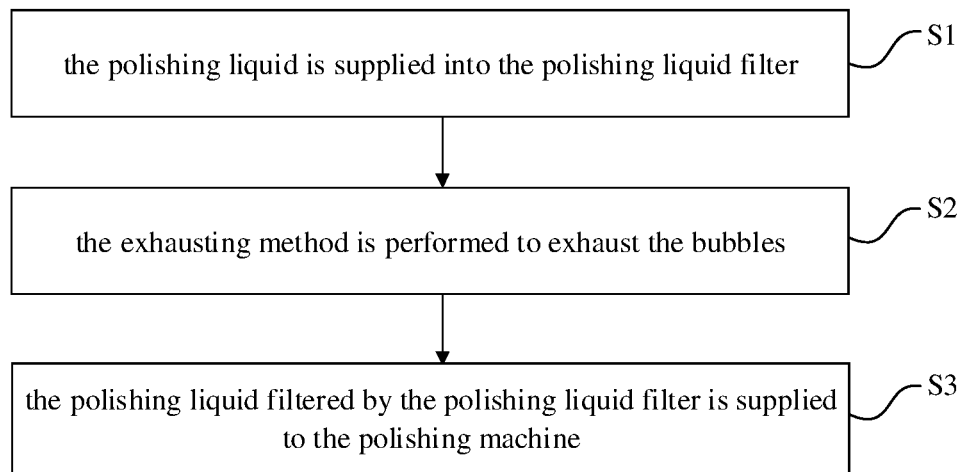 the polishing liquid is supplied into the polishing liquid filter
S1
the exhausting method is performed to exhaust the bubbles
S2
the polishing liquid filtered by the polishing liquid filter is supplied
to the polishing machine
S3